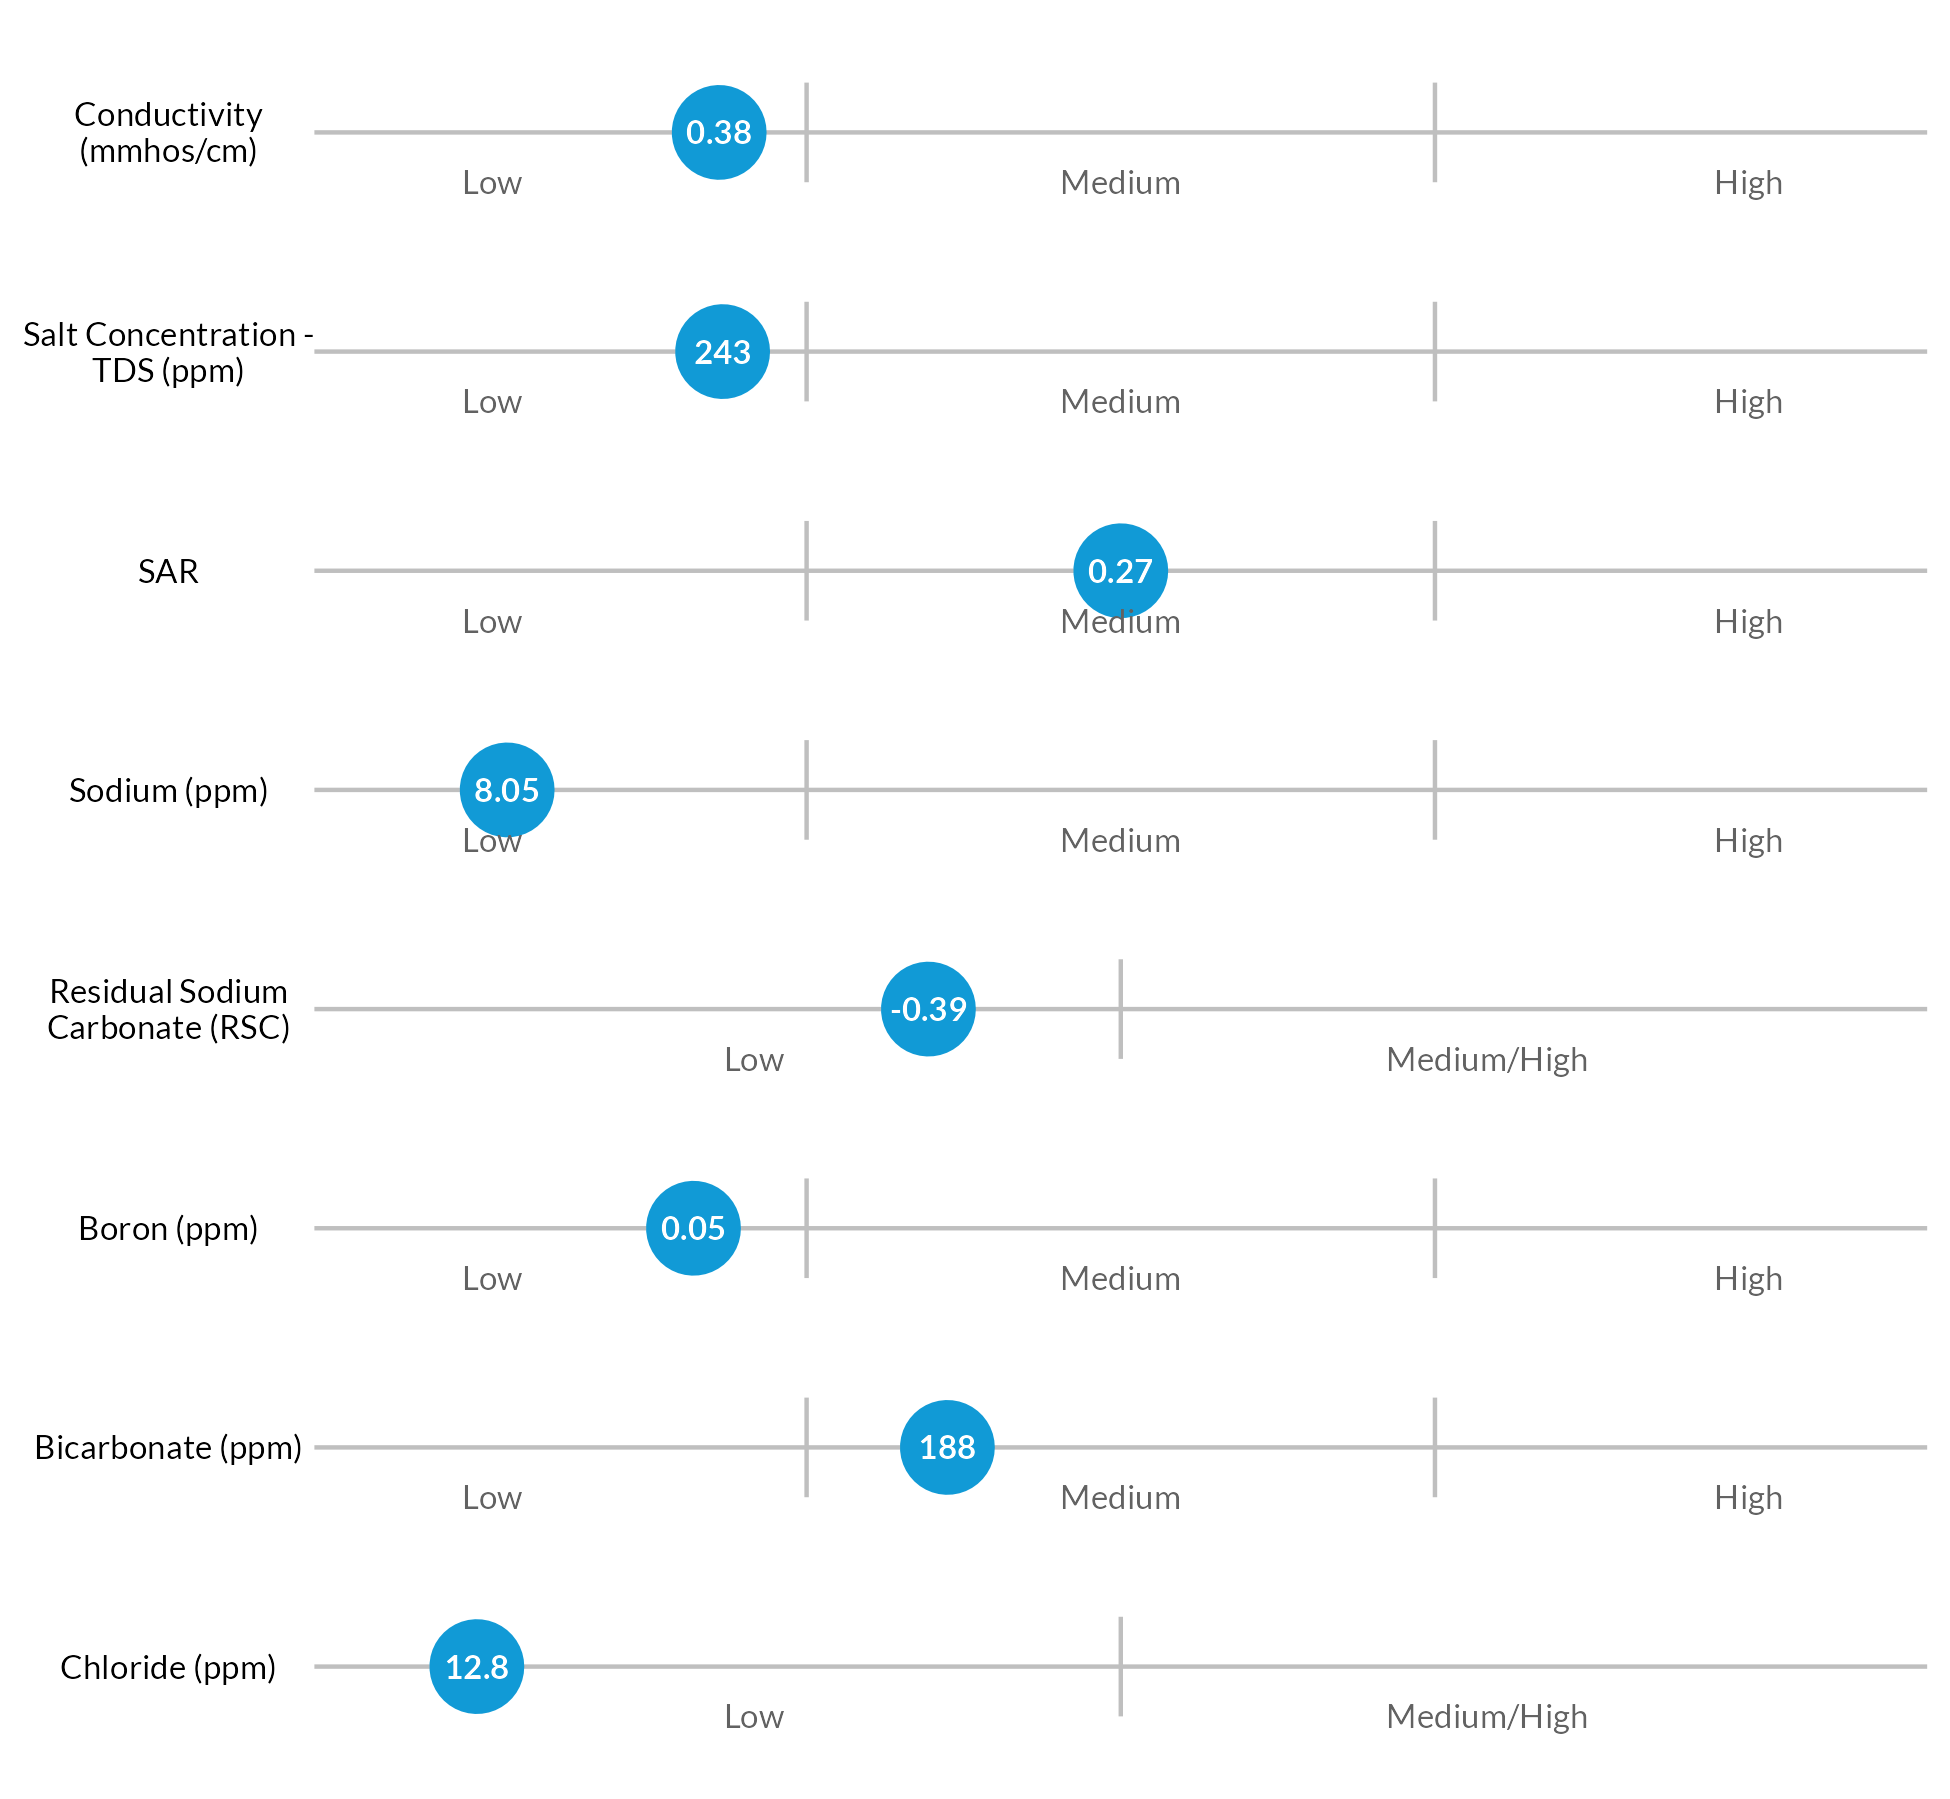 Conductivity
(mmhos/cm)
0.38
Low Medium High
Salt Concentration -
TDS (ppm)
243
Low Medium High
SAR
0.27
Low Medium High
Sodium (ppm)
8.05
Low Medium High
Residual Sodium
Carbonate (RSC)
-0.39
Low Medium/High
Boron (ppm)
0.05
Low Medium High
Bicarbonate (ppm)
188
Low Medium High
Chloride (ppm)
12.8
Low Medium/High